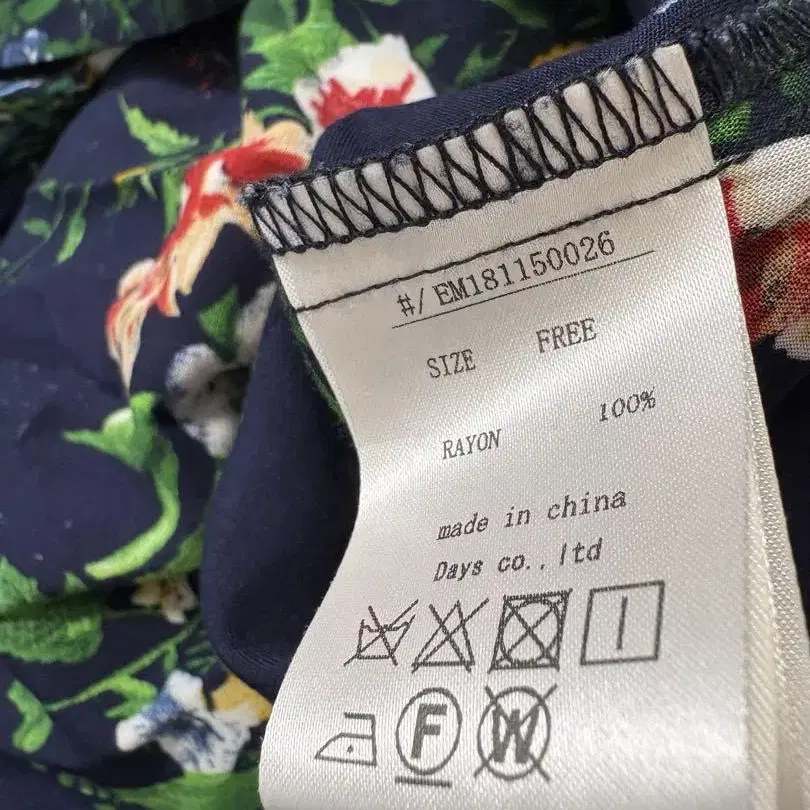 #/EM181150026
SIZE FREE
RAYON 100%
made in china
Days co., ltd
F W